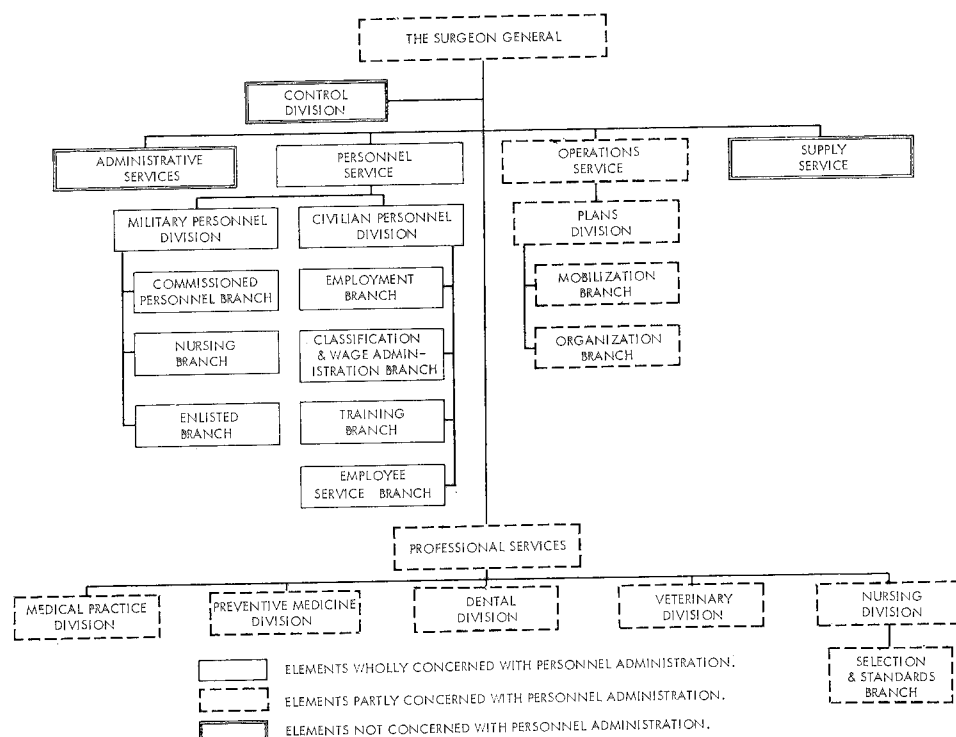 THE SURGEON GENERAL
CONTROL
DIVISION
ADMINISTRATIVE
SERVICES
PERSONNEL
SERVICE
OPERATIONS
SERVICE
SUPPLY
SERVICE
MILITARY PERSONNEL
DIVISION
CIVILIAN PERSONNEL
DIVISION
PLANS
DIVISION
COMMISSIONED
PERSONNEL BRANCH
EMPLOYMENT
BRANCH
MOBILIZATION
BRANCH
NURSING
BRANCH
CLASSIFICATION
& WAGE ADMIN-
ISTRATION BRANCH
ORGANIZATION
BRANCH
ENLISTED
BRANCH
TRAINING
BRANCH
EMPLOYEE
SERVICE BRANCH
PROFESSIONAL SERVICES
MEDICAL PRACTICE
DIVISION
PREVENTIVE MEDICINE
DIVISION
DENTAL
DIVISION
VETERINARY
DIVISION
NURSING
DIVISION
SELECTION
& STANDARDS
BRANCH
ELEMENTS WHOLLY CONCERNED WITH PERSONNEL ADMINISTRATION.
ELEMENTS PARTLY CONCERNED WITH PERSONNEL ADMINISTRATION.
ELEMENTS NOT CONCERNED WITH PERSONNEL ADMINISTRATION.